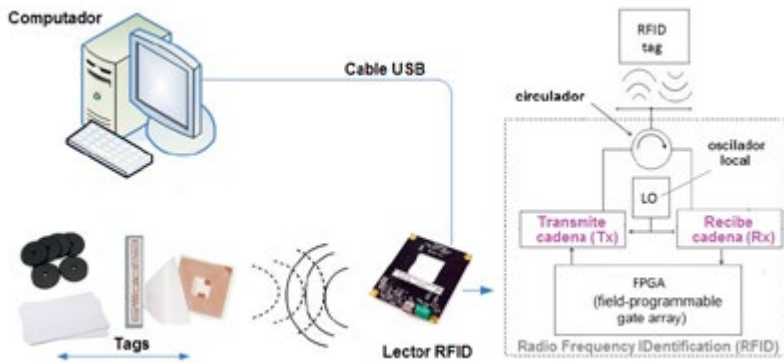 Computador
Cable USB
Tags
Lector RFID
RFID
tag
circulador
oscilador
local
LO
Transmite
cadena (Tx)
Recibe
cadena (Rx)
FPGA
(field-programmable
gate array)
Radio Frequency IDentification (RFID)